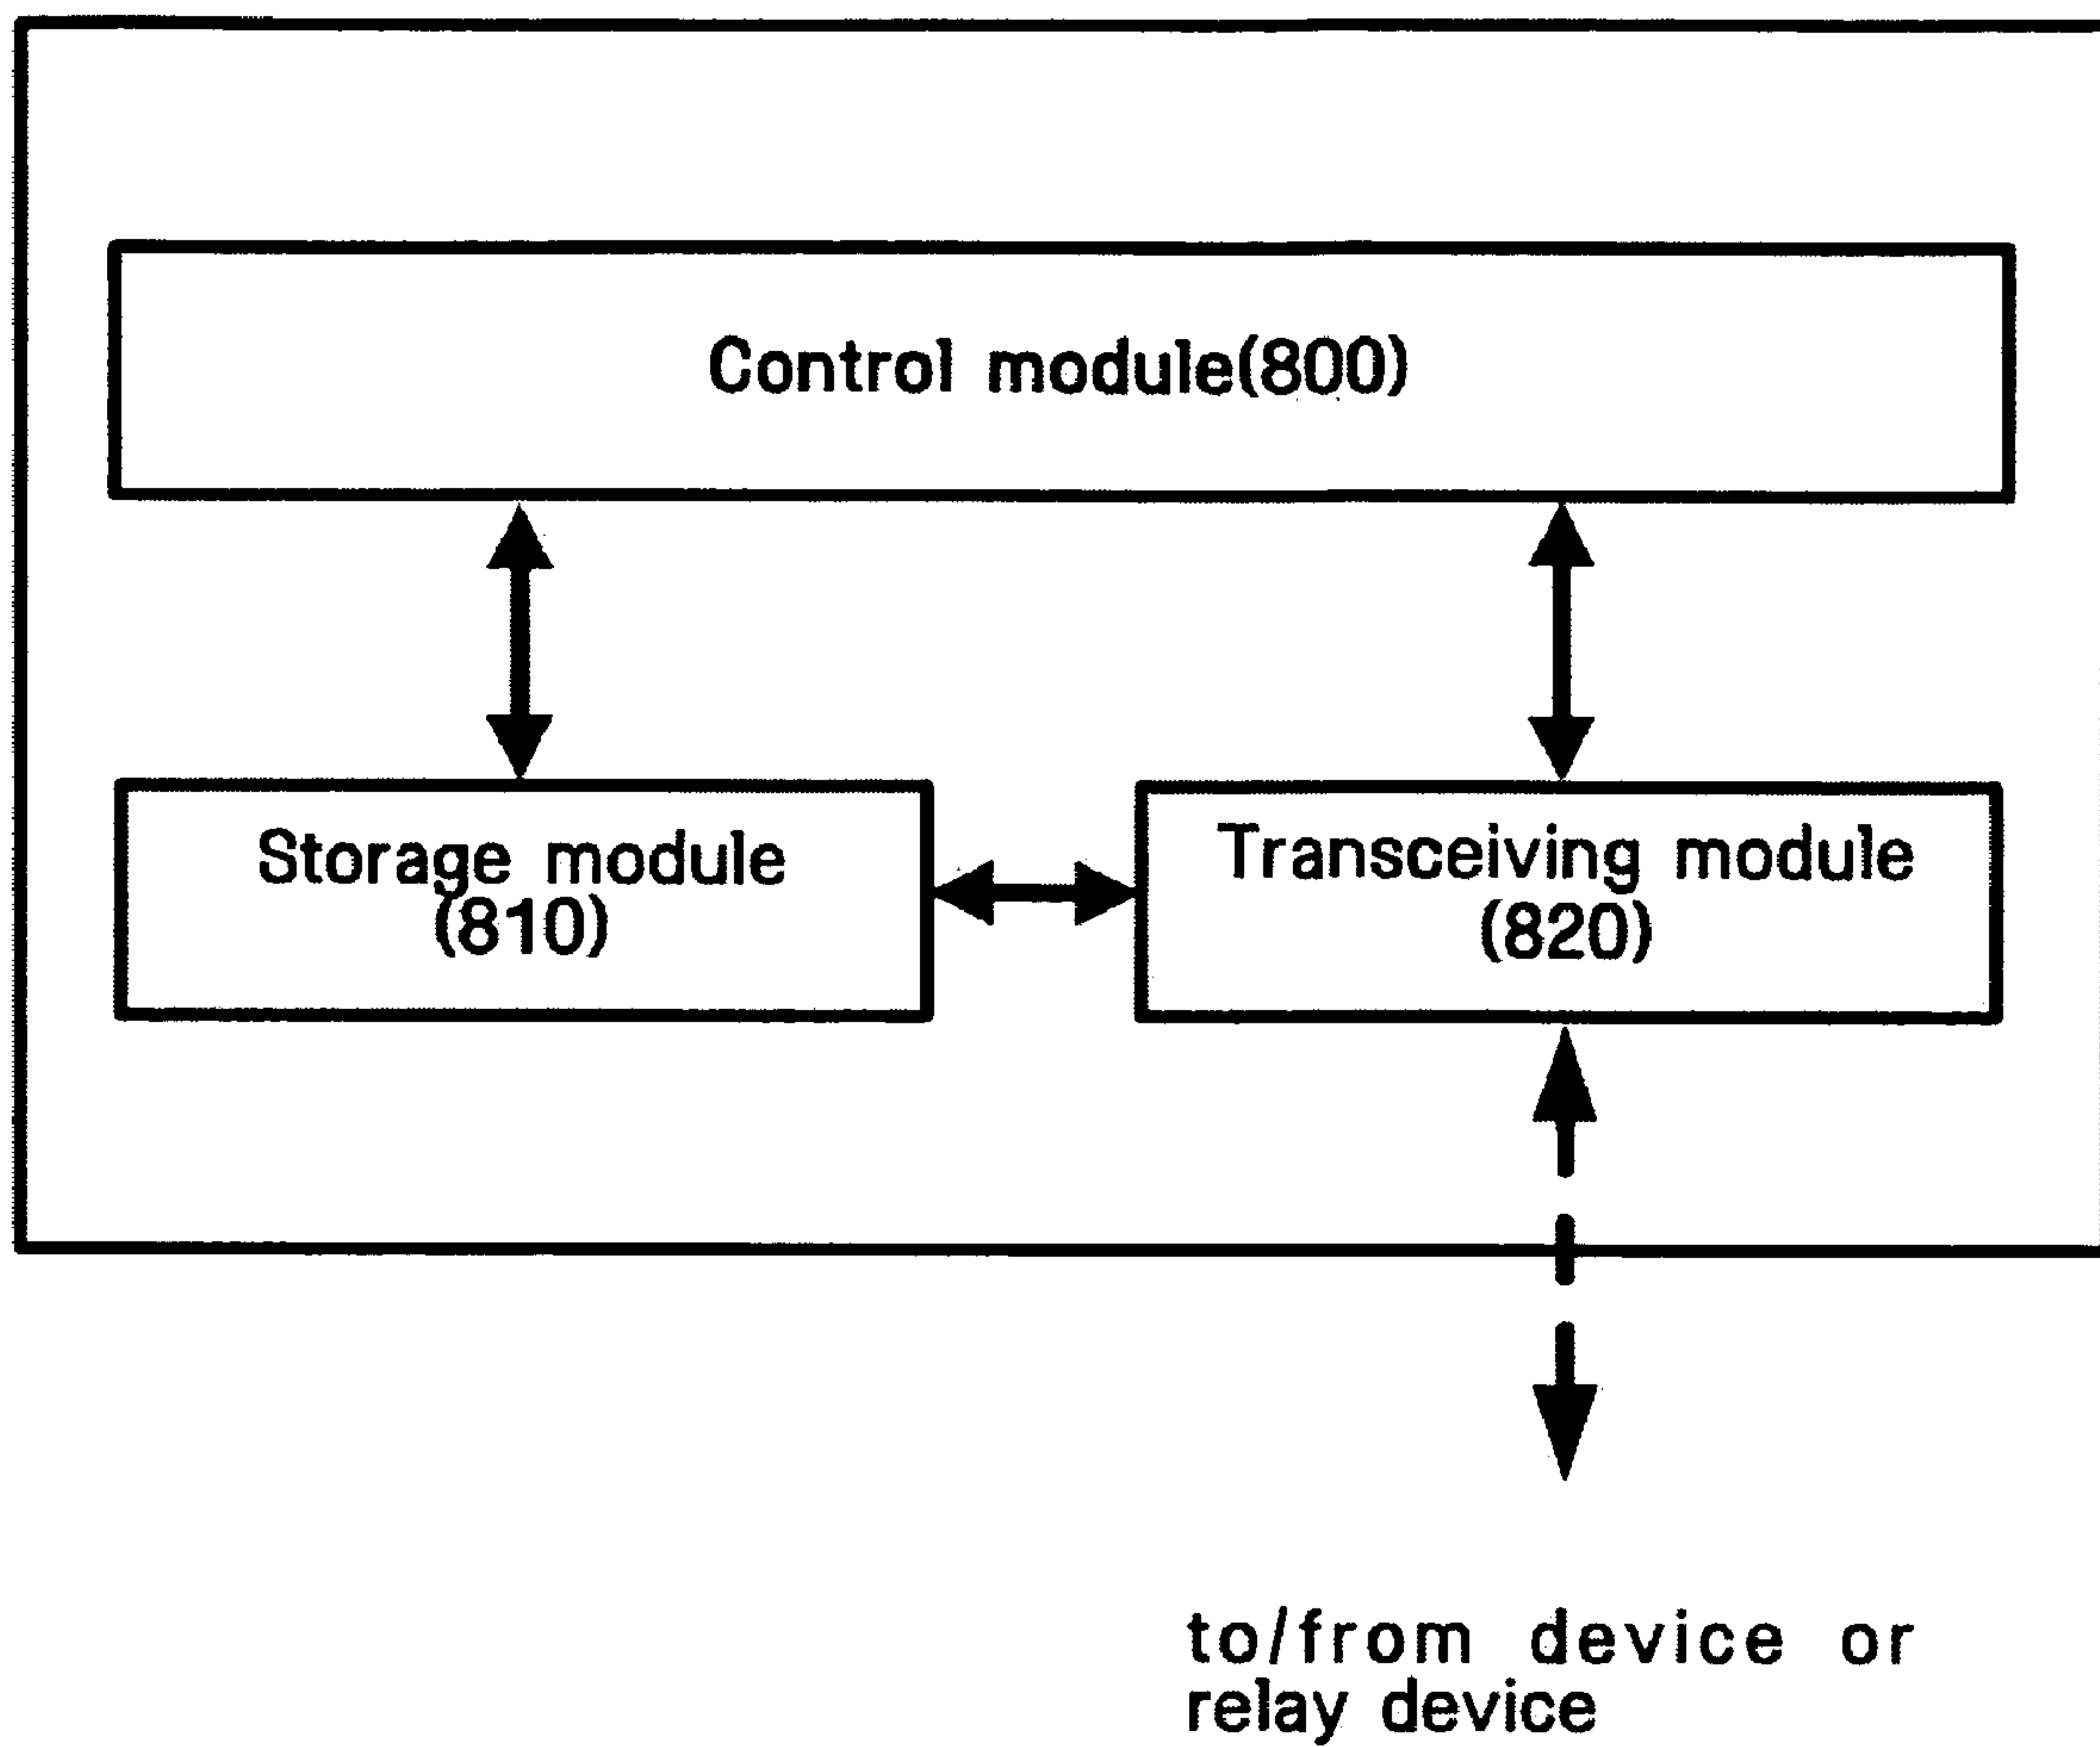 Control module(800)
Storage module
(810)
Transceiving module
(820)
to/from device or
relay device